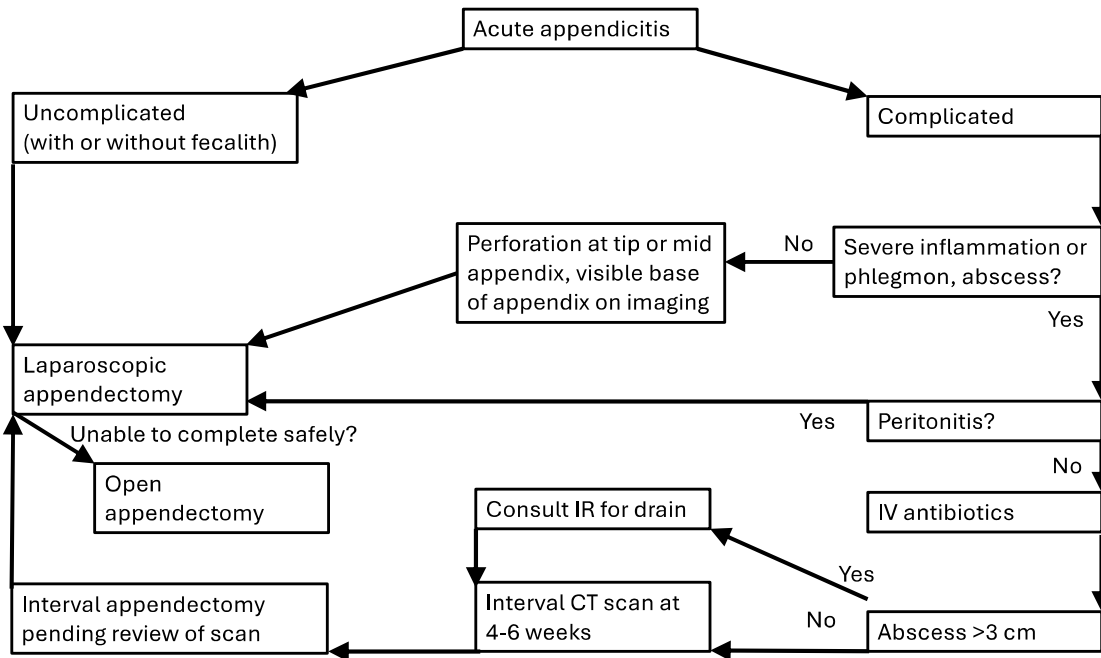 Acute appendicitis
Uncomplicated
(with or without fecalith)
Complicated
Perforation at tip or mid
appendix, visible base
of appendix on imaging
No
Severe inflammation or
phlegmon, abscess?
Yes
Laparoscopic
appendectomy
Yes
Peritonitis?
Unable to complete safely?
No
Open
appendectomy
Consult IR for drain
IV antibiotics
Yes
Interval appendectomy
pending review of scan
Interval CT scan at
4-6 weeks
No
Abscess >3 cm